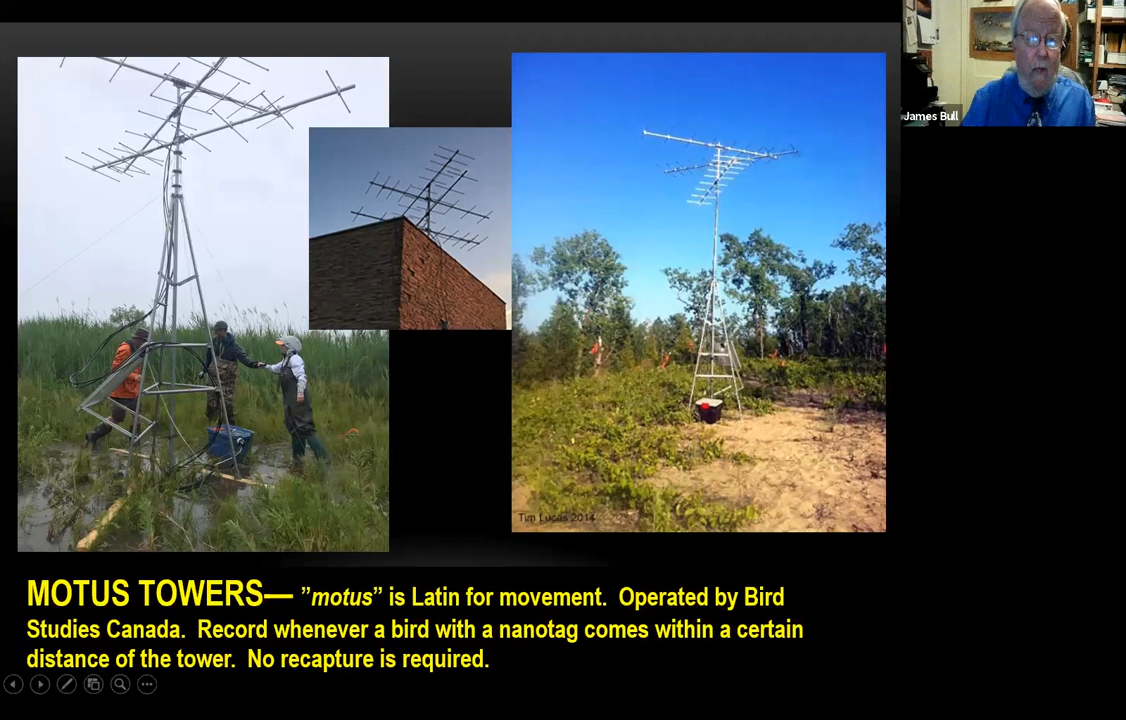 James Bull
Tim Lucas 2014
MOTUS TOWERS— ”motus” is Latin for movement.  Operated by Bird
Studies Canada.  Record whenever a bird with a nanotag comes within a certain
distance of the tower.  No recapture is required.